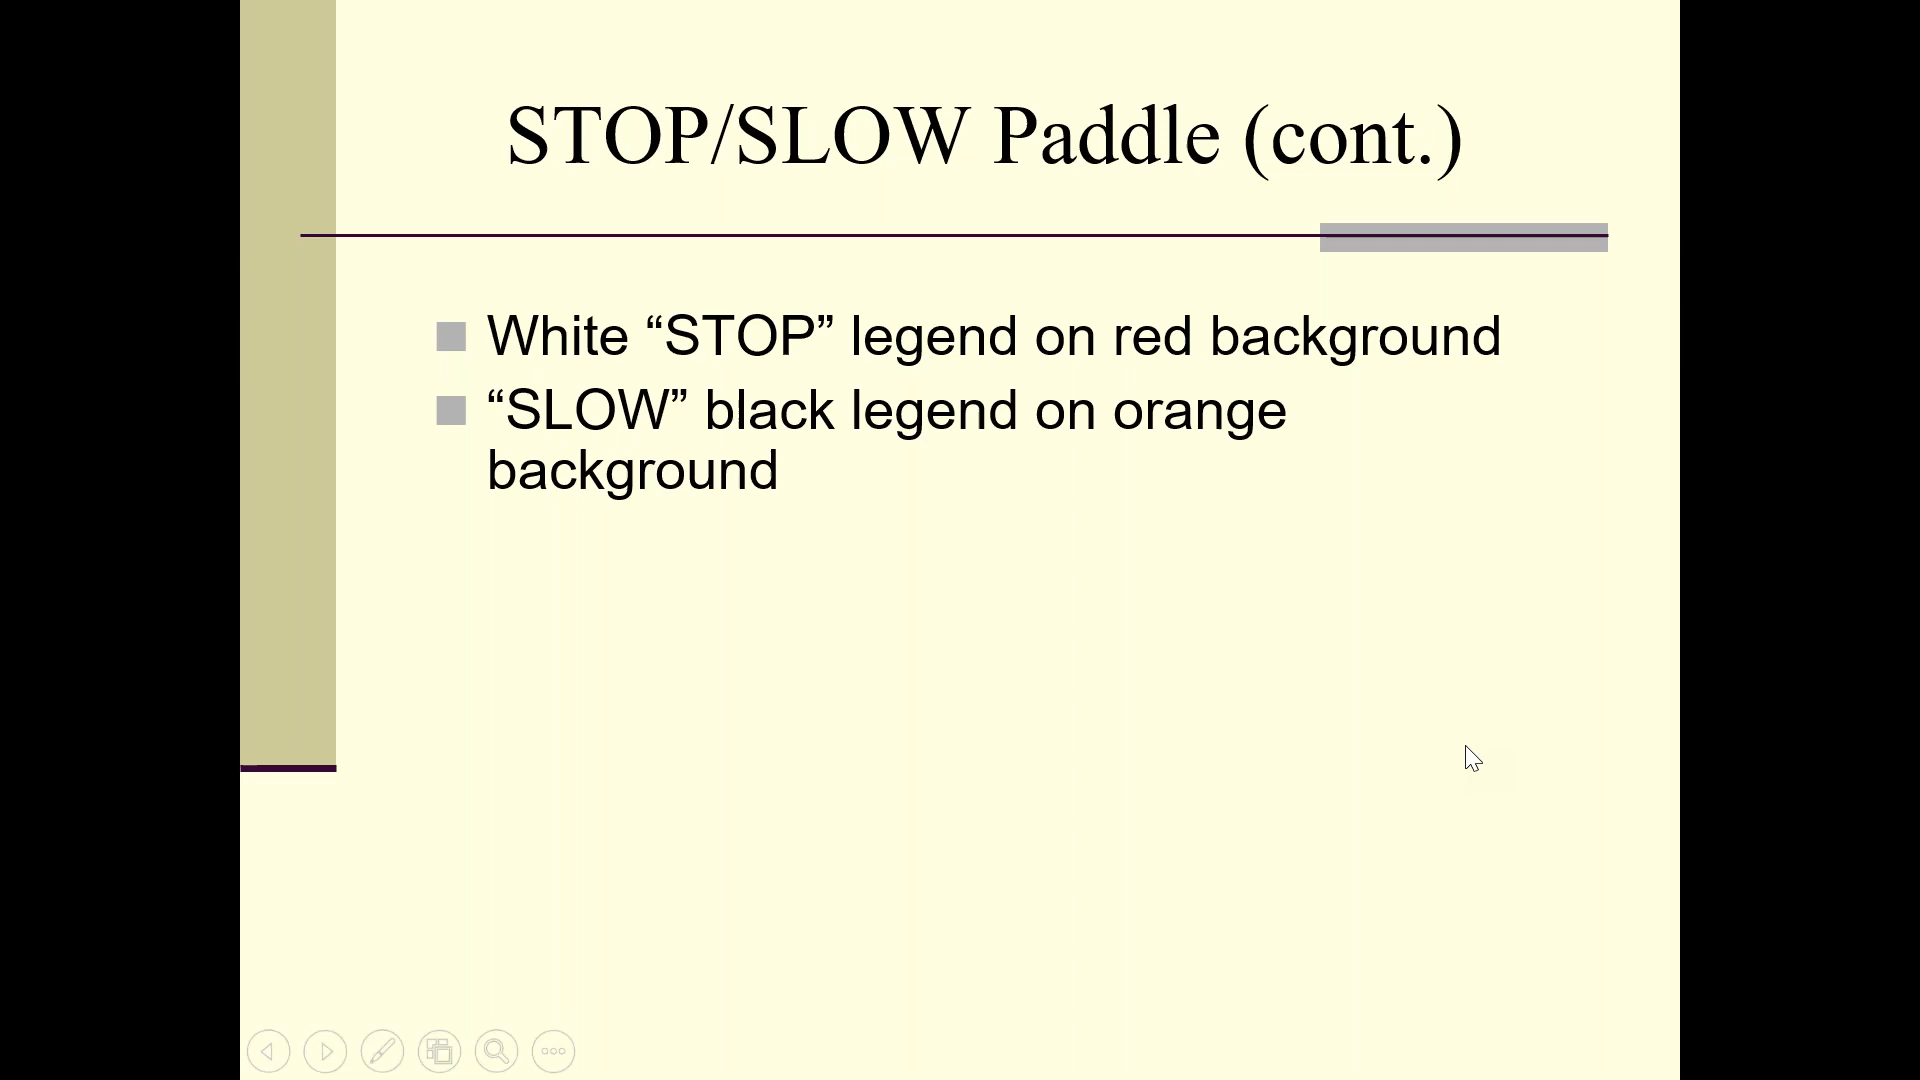 STOP/SLOW Paddle (cont.)
White “STOP” legend on red background
“SLOW” black legend on orange
background